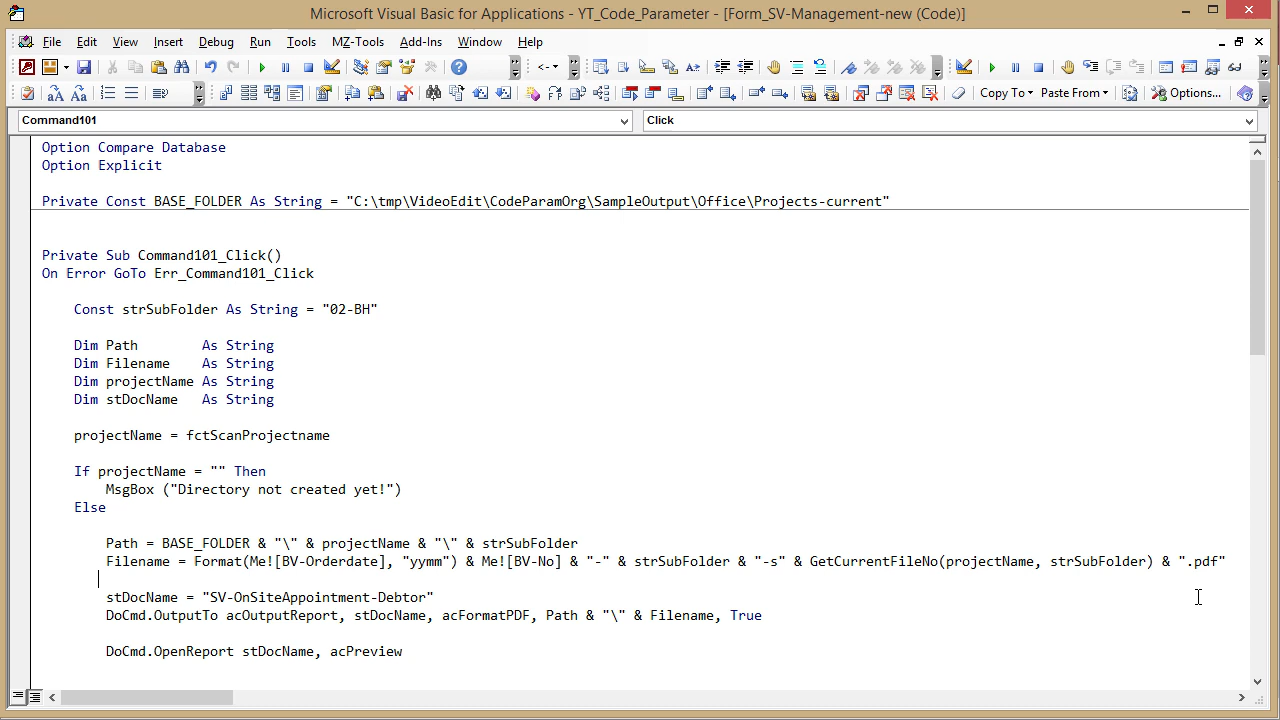 Microsoft Visual Basic for Applications - YT_Code_Parameter - [Form_SV-Management-new (Code)]
File Edit View Insert Debug Run Tools MZ-Tools Add-Ins Window Help
Copy To Paste From Options...
Command101 Click
Option Compare Database
Option Explicit
Private Const BASE_FOLDER As String = "C:\tmp\VideoEdit\CodeParamOrg\SampleOutput\Office\Projects-current"
Private Sub Command101_Click()
On Error GoTo Err_Command101_Click
Const strSubFolder As String = "02-BH"
Dim Path As String
Dim Filename As String
Dim projectName As String
Dim stDocName As String
projectName = fctScanProjectname
If projectName = "" Then
MsgBox ("Directory not created yet!")
Else
Path = BASE_FOLDER & "\" & projectName & "\" & strSubFolder
Filename = Format(Me![BV-Orderdate], "yymm") & Me![BV-No] & "-" & strSubFolder & "-s" & GetCurrentFileNo(projectName, strSubFolder) & ".pdf"
stDocName = "SV-OnSiteAppointment-Debtor"
DoCmd.OutputTo acOutputReport, stDocName, acFormatPDF, Path & "\" & Filename, True
DoCmd.OpenReport stDocName, acPreview